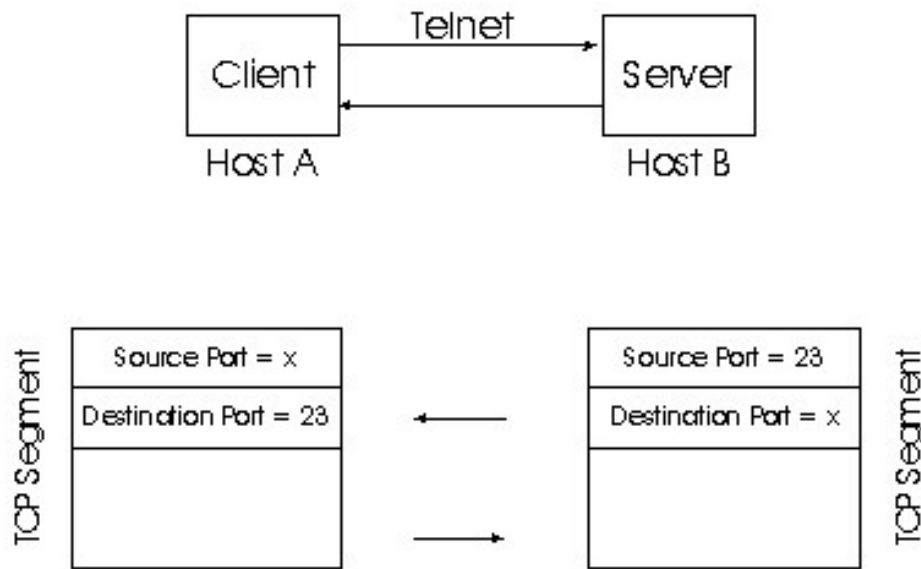 Telnet
Client
Server
Host A
Host B
TCP Segment
Source Port = x
Destination Port = 23
Source Port = 23
Destination Port = x
TCP Segment